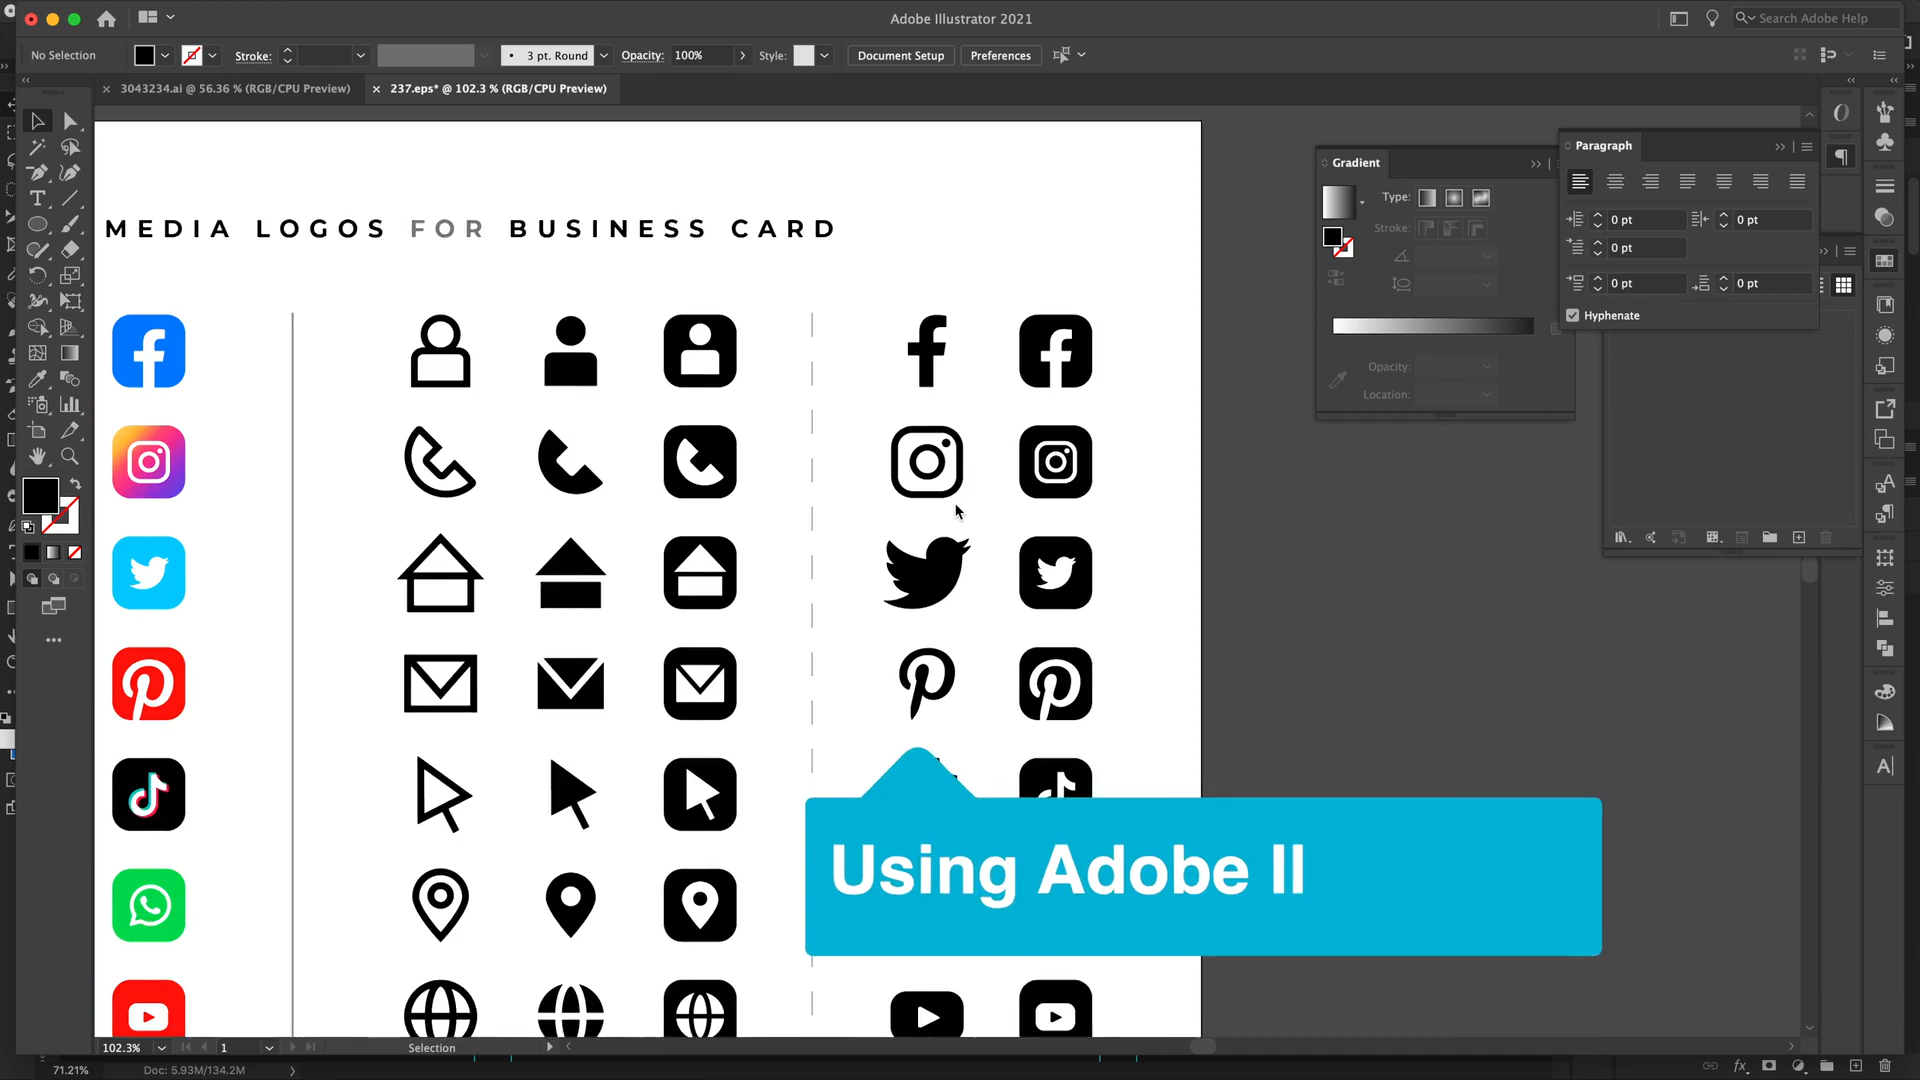 Adobe Illustrator 2021
Search Adobe Help
No Selection
Stroke:
3 pt. Round
Opacity:
100%
Style:
Document Setup
Preferences
3043234.ai @ 56.36 % (RGB/CPU Preview)
237.eps* @ 102.3 % (RGB/CPU Preview)
MEDIA LOGOS FOR BUSINESS CARD
Gradient
Type:
Stroke:
Opacity:
Location:
Paragraph
0 pt
0 pt
0 pt
0 pt
0 pt
Hyphenate
Using Adobe Il
102.3%
1
Selection
71.21%
Doc: 5.93M/134.2M